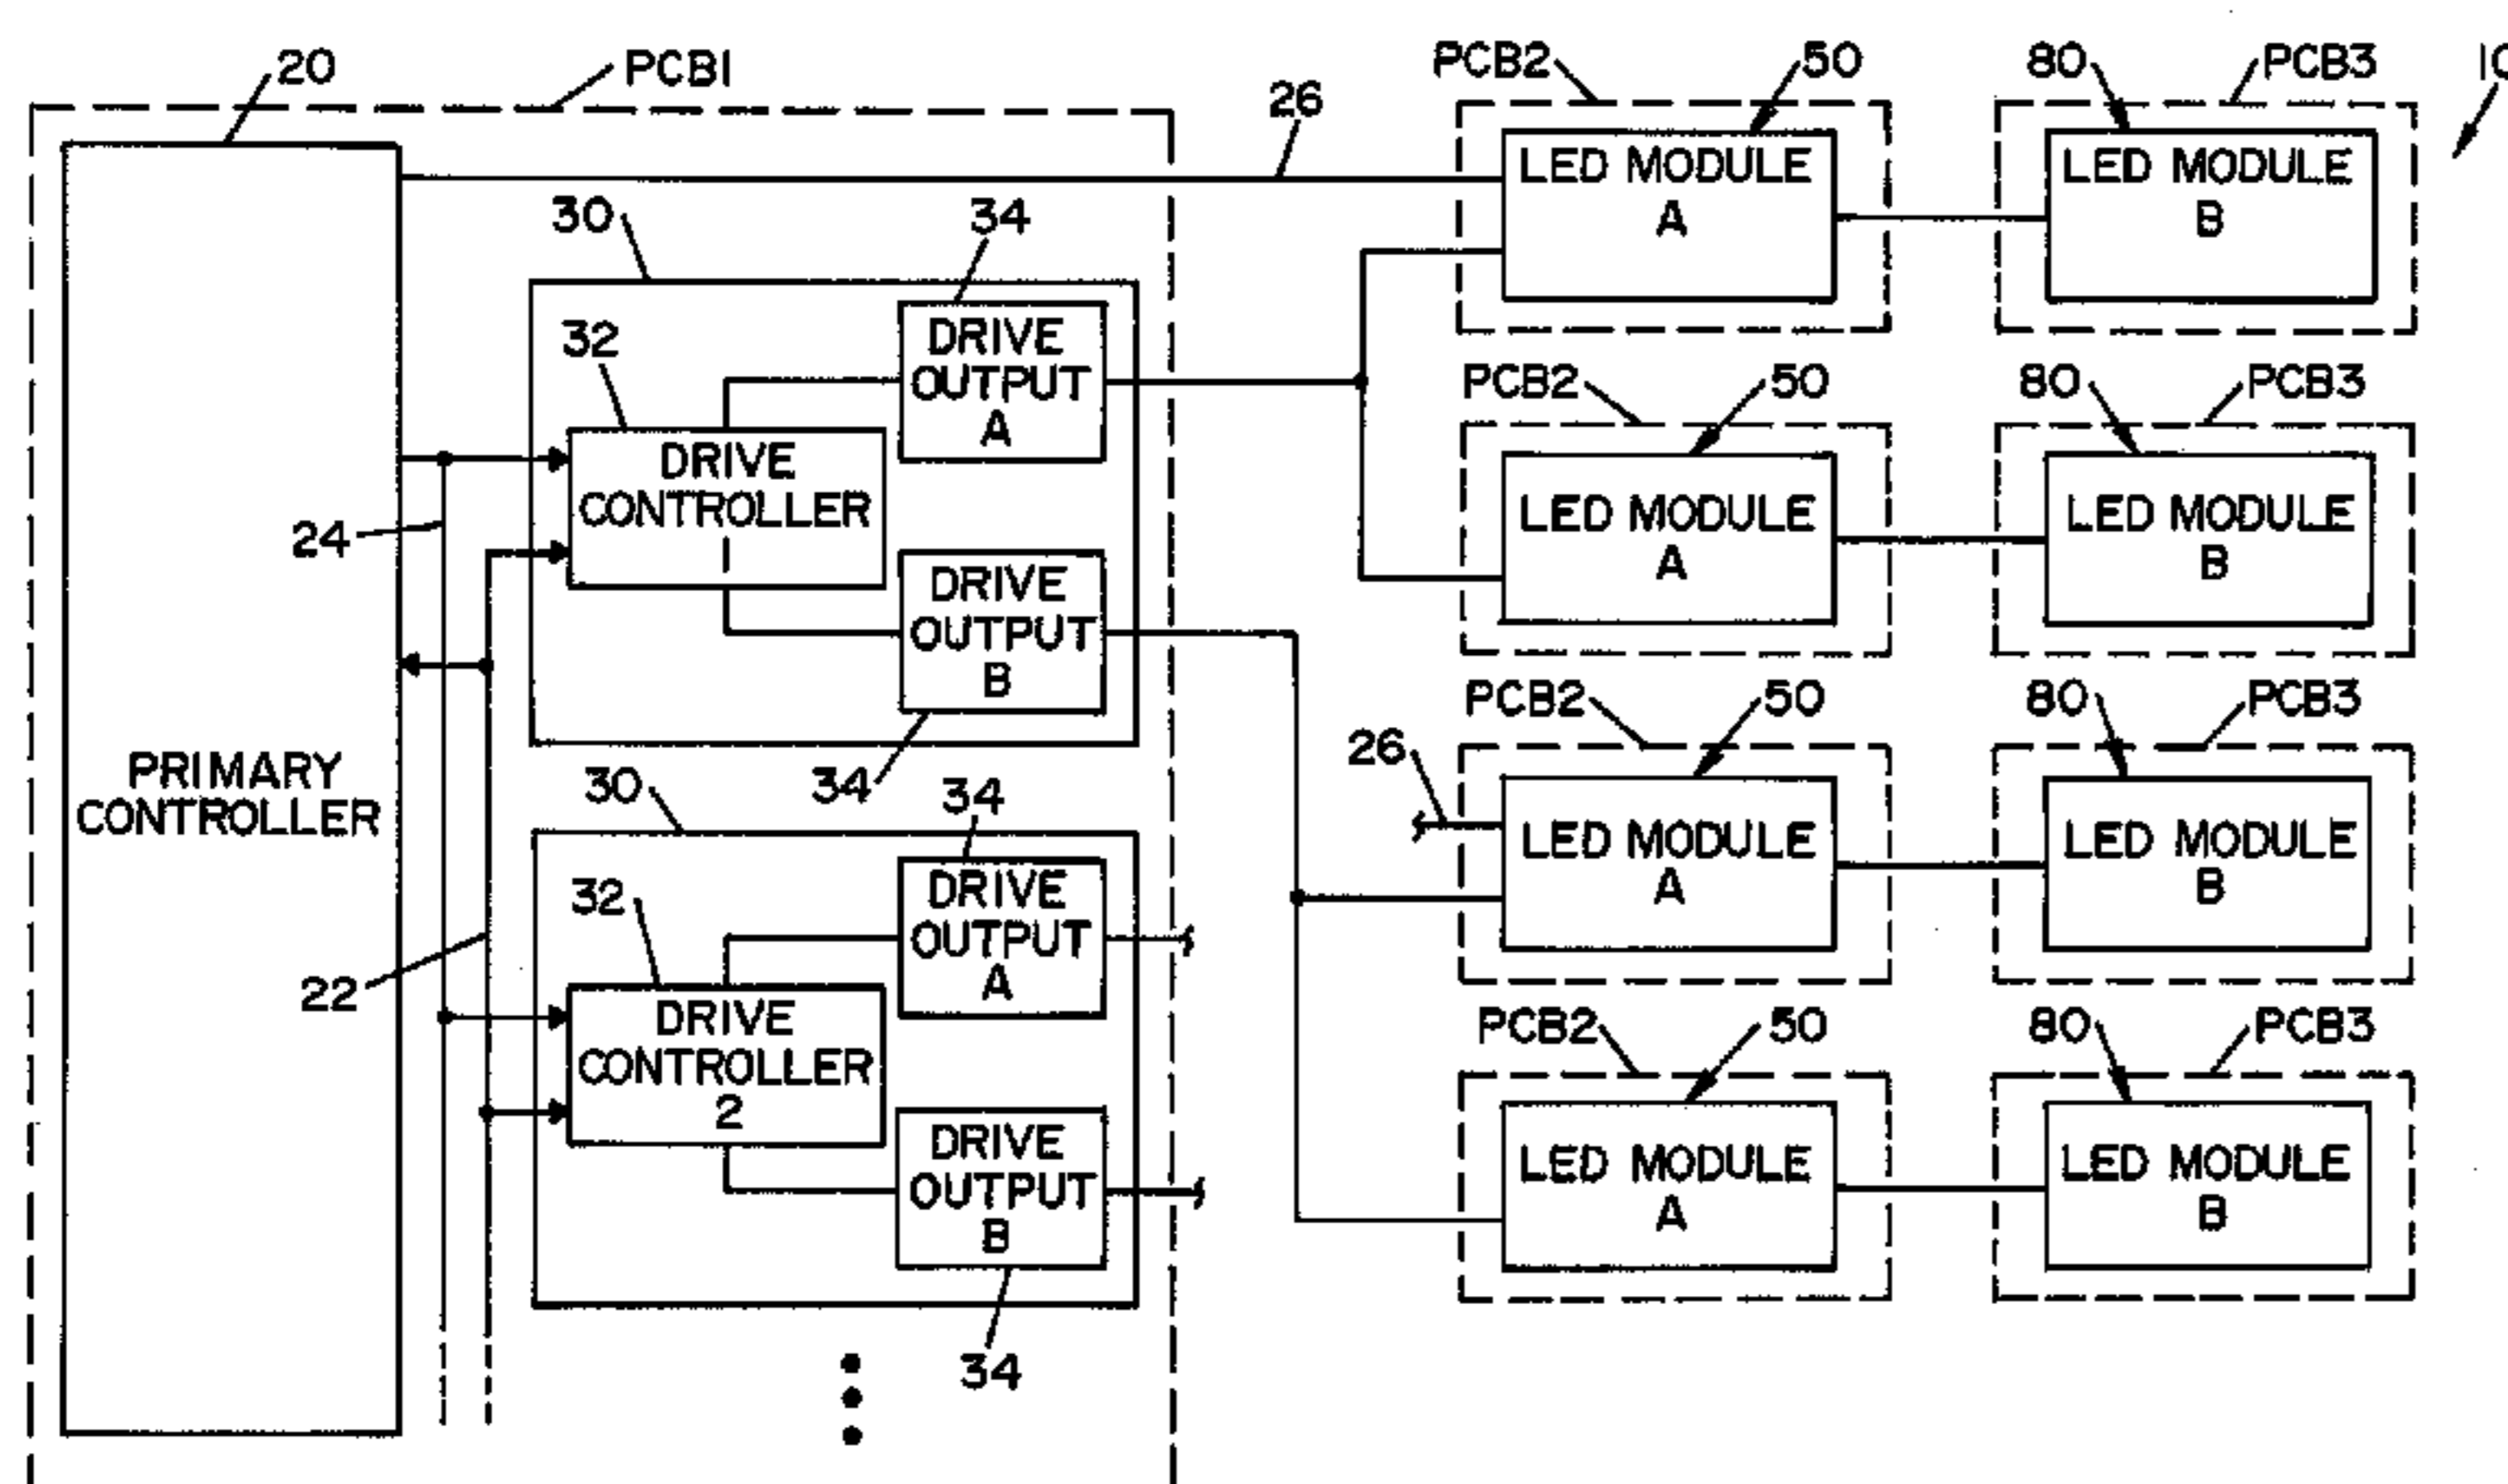 20
PCB1
26
PCB2
50
80
PCB3
LED MODULE
A
LED MODULE
B
30
34
32
DRIVE
OUTPUT
A
DRIVE
CONTROLLER
24
DRIVE
OUTPUT
B
34
PCB2
50
80
PCB3
LED MODULE
A
LED MODULE
B
PRIMARY
CONTROLLER
22
30
34
32
DRIVE
OUTPUT
A
DRIVE
CONTROLLER
2
DRIVE
OUTPUT
B
34
PCB2
50
80
PCB3
26
LED MODULE
A
LED MODULE
B
PCB2
50
80
PCB3
LED MODULE
A
LED MODULE
B